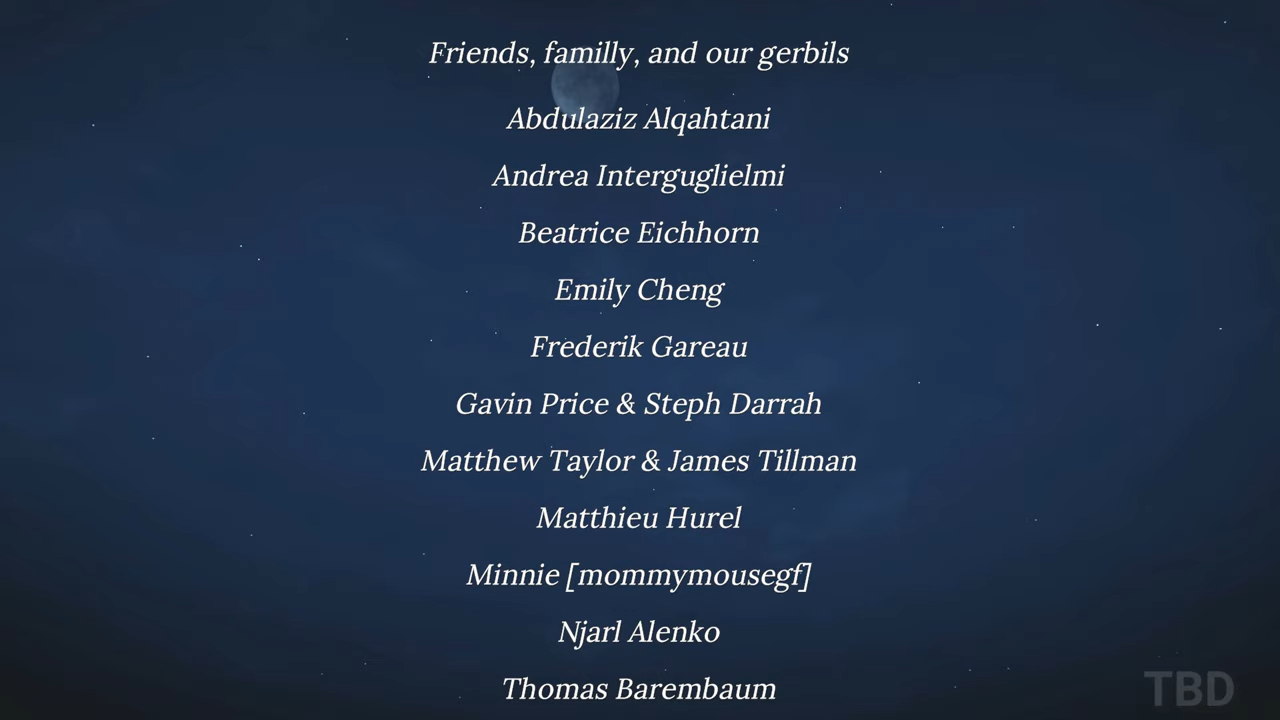 Friends, familly, and our gerbils
Abdulaziz Alqahtani
Andrea Interguglielmi
Beatrice Eichhorn
Emily Cheng
Frederik Gareau
Gavin Price & Steph Darrah
Matthew Taylor & James Tillman
Matthieu Hurel
Minnie [mommymousegf]
Njarl Alenko
Thomas Barembaum
TBD